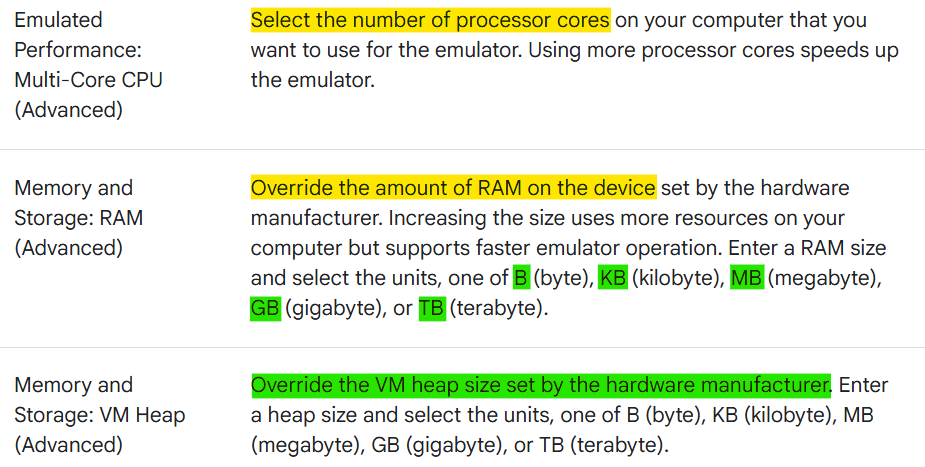 Emulated
Performance:
Multi-Core CPU
(Advanced)
Select the number of processor cores on your computer that you
want to use for the emulator. Using more processor cores speeds up
the emulator.
Memory and
Storage: RAM
(Advanced)
Override the amount of RAM on the device set by the hardware
manufacturer. Increasing the size uses more resources on your
computer but supports faster emulator operation. Enter a RAM size
and select the units, one of B (byte), KB (kilobyte), MB (megabyte),
GB (gigabyte), or TB (terabyte).
Memory and
Storage: VM Heap
(Advanced)
Override the VM heap size set by the hardware manufacturer. Enter
a heap size and select the units, one of B (byte), KB (kilobyte), MB
(megabyte), GB (gigabyte), or TB (terabyte).